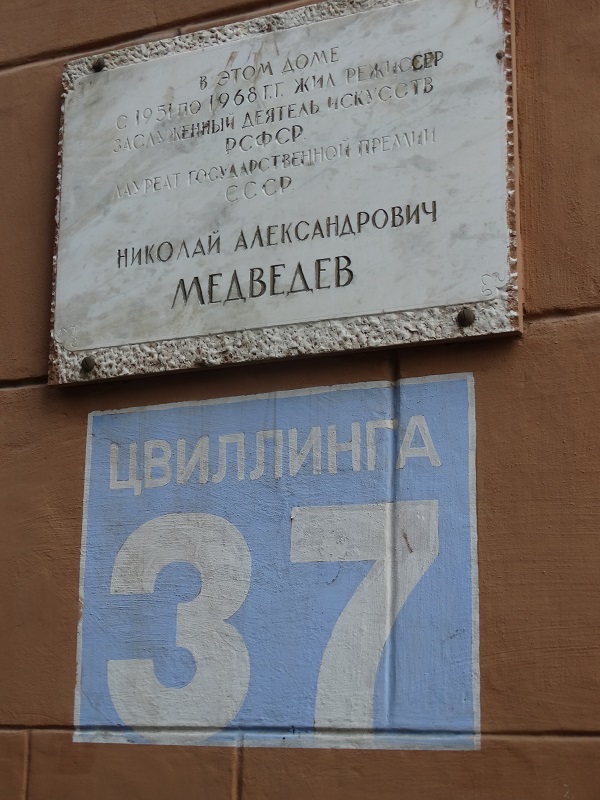 В ЭТОМ ДОМЕ
С 1951 ПО 1968 Г.Г. ЖИЛ РЕЖИССЕР
ЗАСЛУЖЕННЫЙ ДЕЯТЕЛЬ ИСКУССТВ
РСФСР
ЛАУРЕАТ ГОСУДАРСТВЕННОЙ ПРЕМИИ
СССР
НИКОЛАЙ АЛЕКСАНДРОВИЧ
МЕДВЕДЕВ
ЦВИЛЛИНГА
37